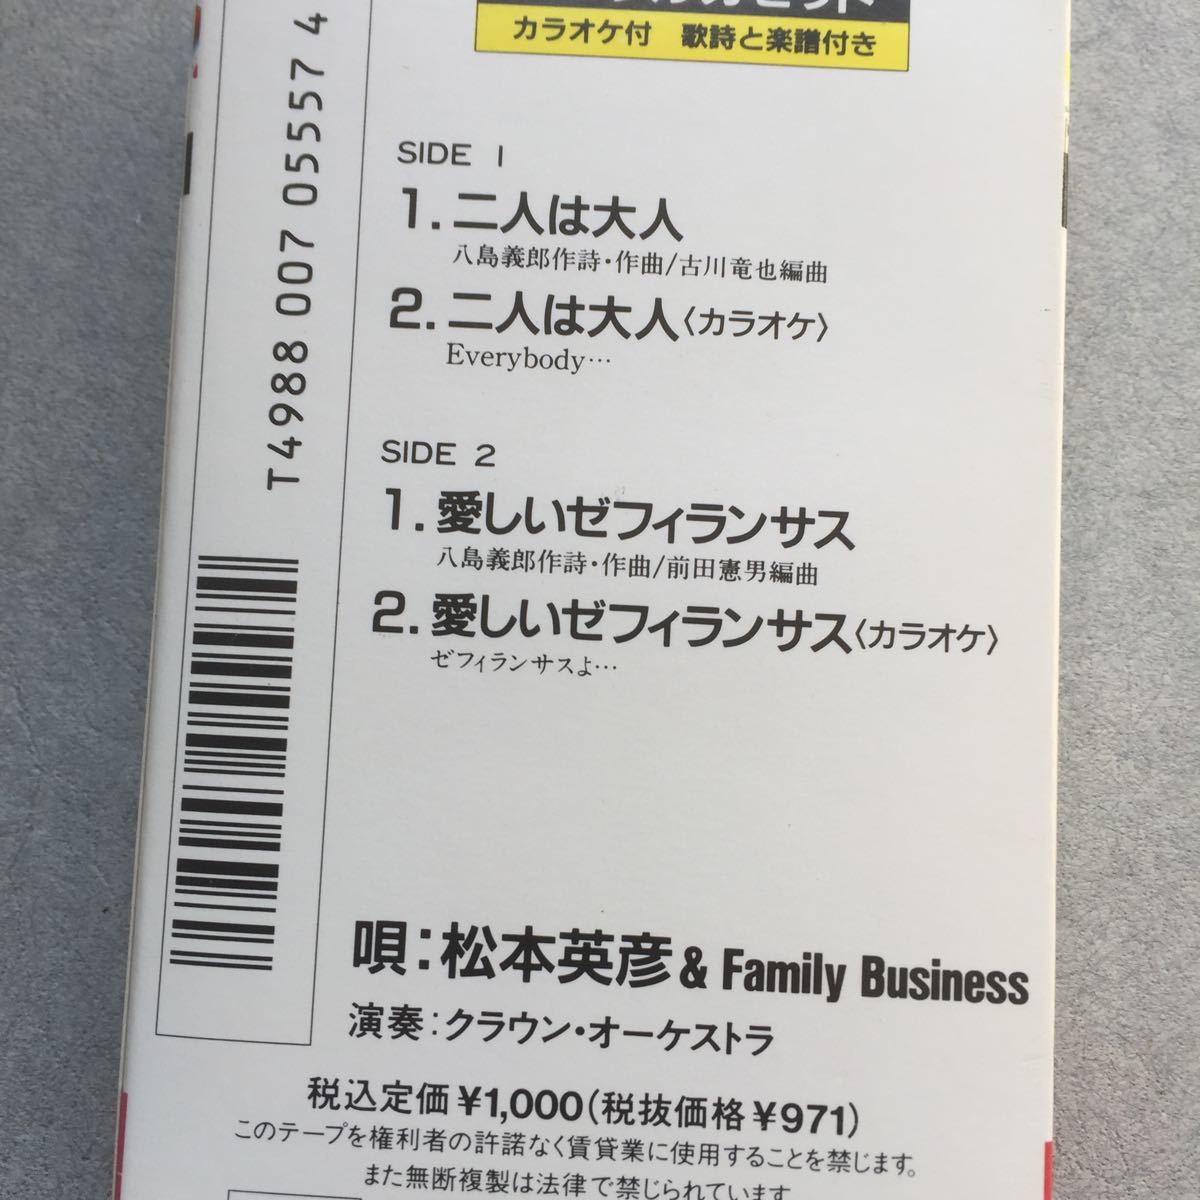 カラオケ付　歌詩と楽譜付き
T4988 007 05557 4
SIDE 1
1. 二人は大人
八島義郎作詩・作曲/古川竜也編曲
2. 二人は大人〈カラオケ〉
Everybody…
SIDE 2
1. 愛しいゼフィランサス
八島義郎作詩・作曲/前田憲男編曲
2. 愛しいゼフィランサス〈カラオケ〉
ゼフィランサスよ…
唄：松本英彦 & Family Business
演奏：クラウン・オーケストラ
税込定価¥1,000(税抜価格¥971)
このテープを権利者の許諾なく賃貸業に使用することを禁じます。
また無断複製は法律で禁じられています。